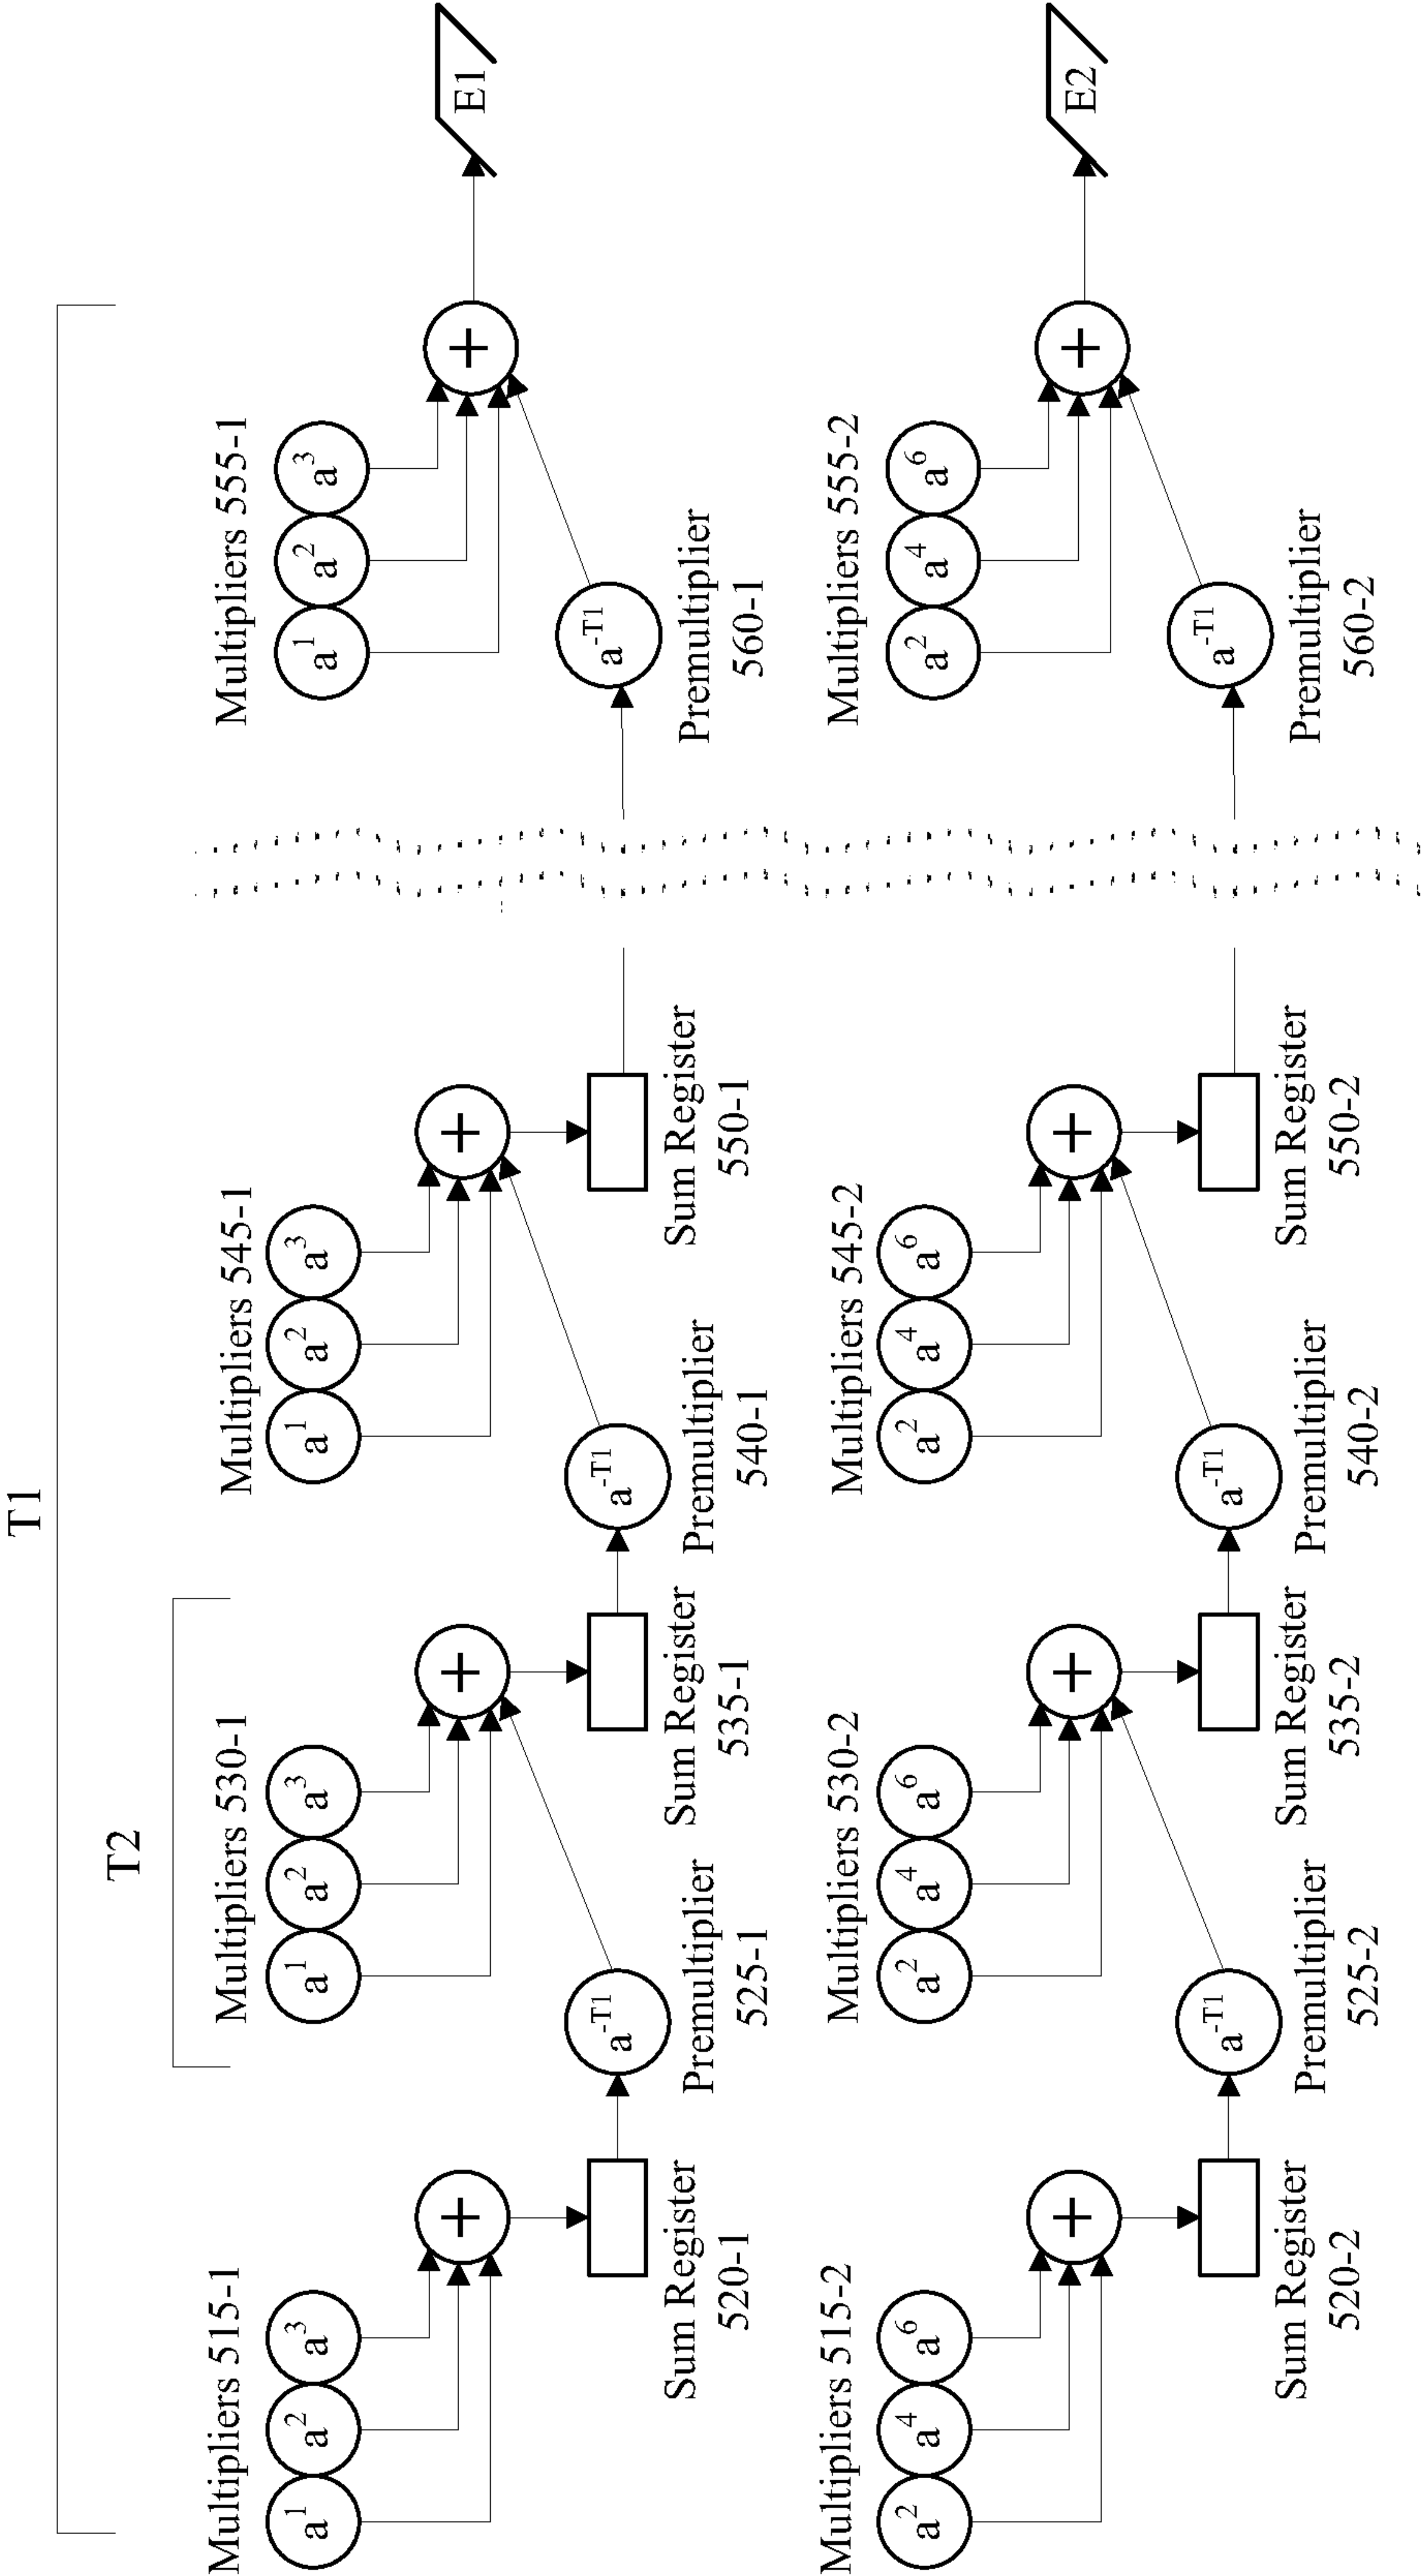 T1
T2
Multipliers 515-1
a1
a2
a3
+
Sum Register
520-1
a-T1
Premultiplier
525-1
Multipliers 530-1
a1
a2
a3
+
Sum Register
535-1
a-T1
Premultiplier
540-1
Multipliers 545-1
a1
a2
a3
+
Sum Register
550-1
a-T1
Premultiplier
560-1
Multipliers 555-1
a1
a2
a3
+
E1
Multipliers 515-2
a2
a4
a6
+
Sum Register
520-2
a-T1
Premultiplier
525-2
Multipliers 530-2
a2
a4
a6
+
Sum Register
535-2
a-T1
Premultiplier
540-2
Multipliers 545-2
a2
a4
a6
+
Sum Register
550-2
a-T1
Premultiplier
560-2
Multipliers 555-2
a2
a4
a6
+
E2